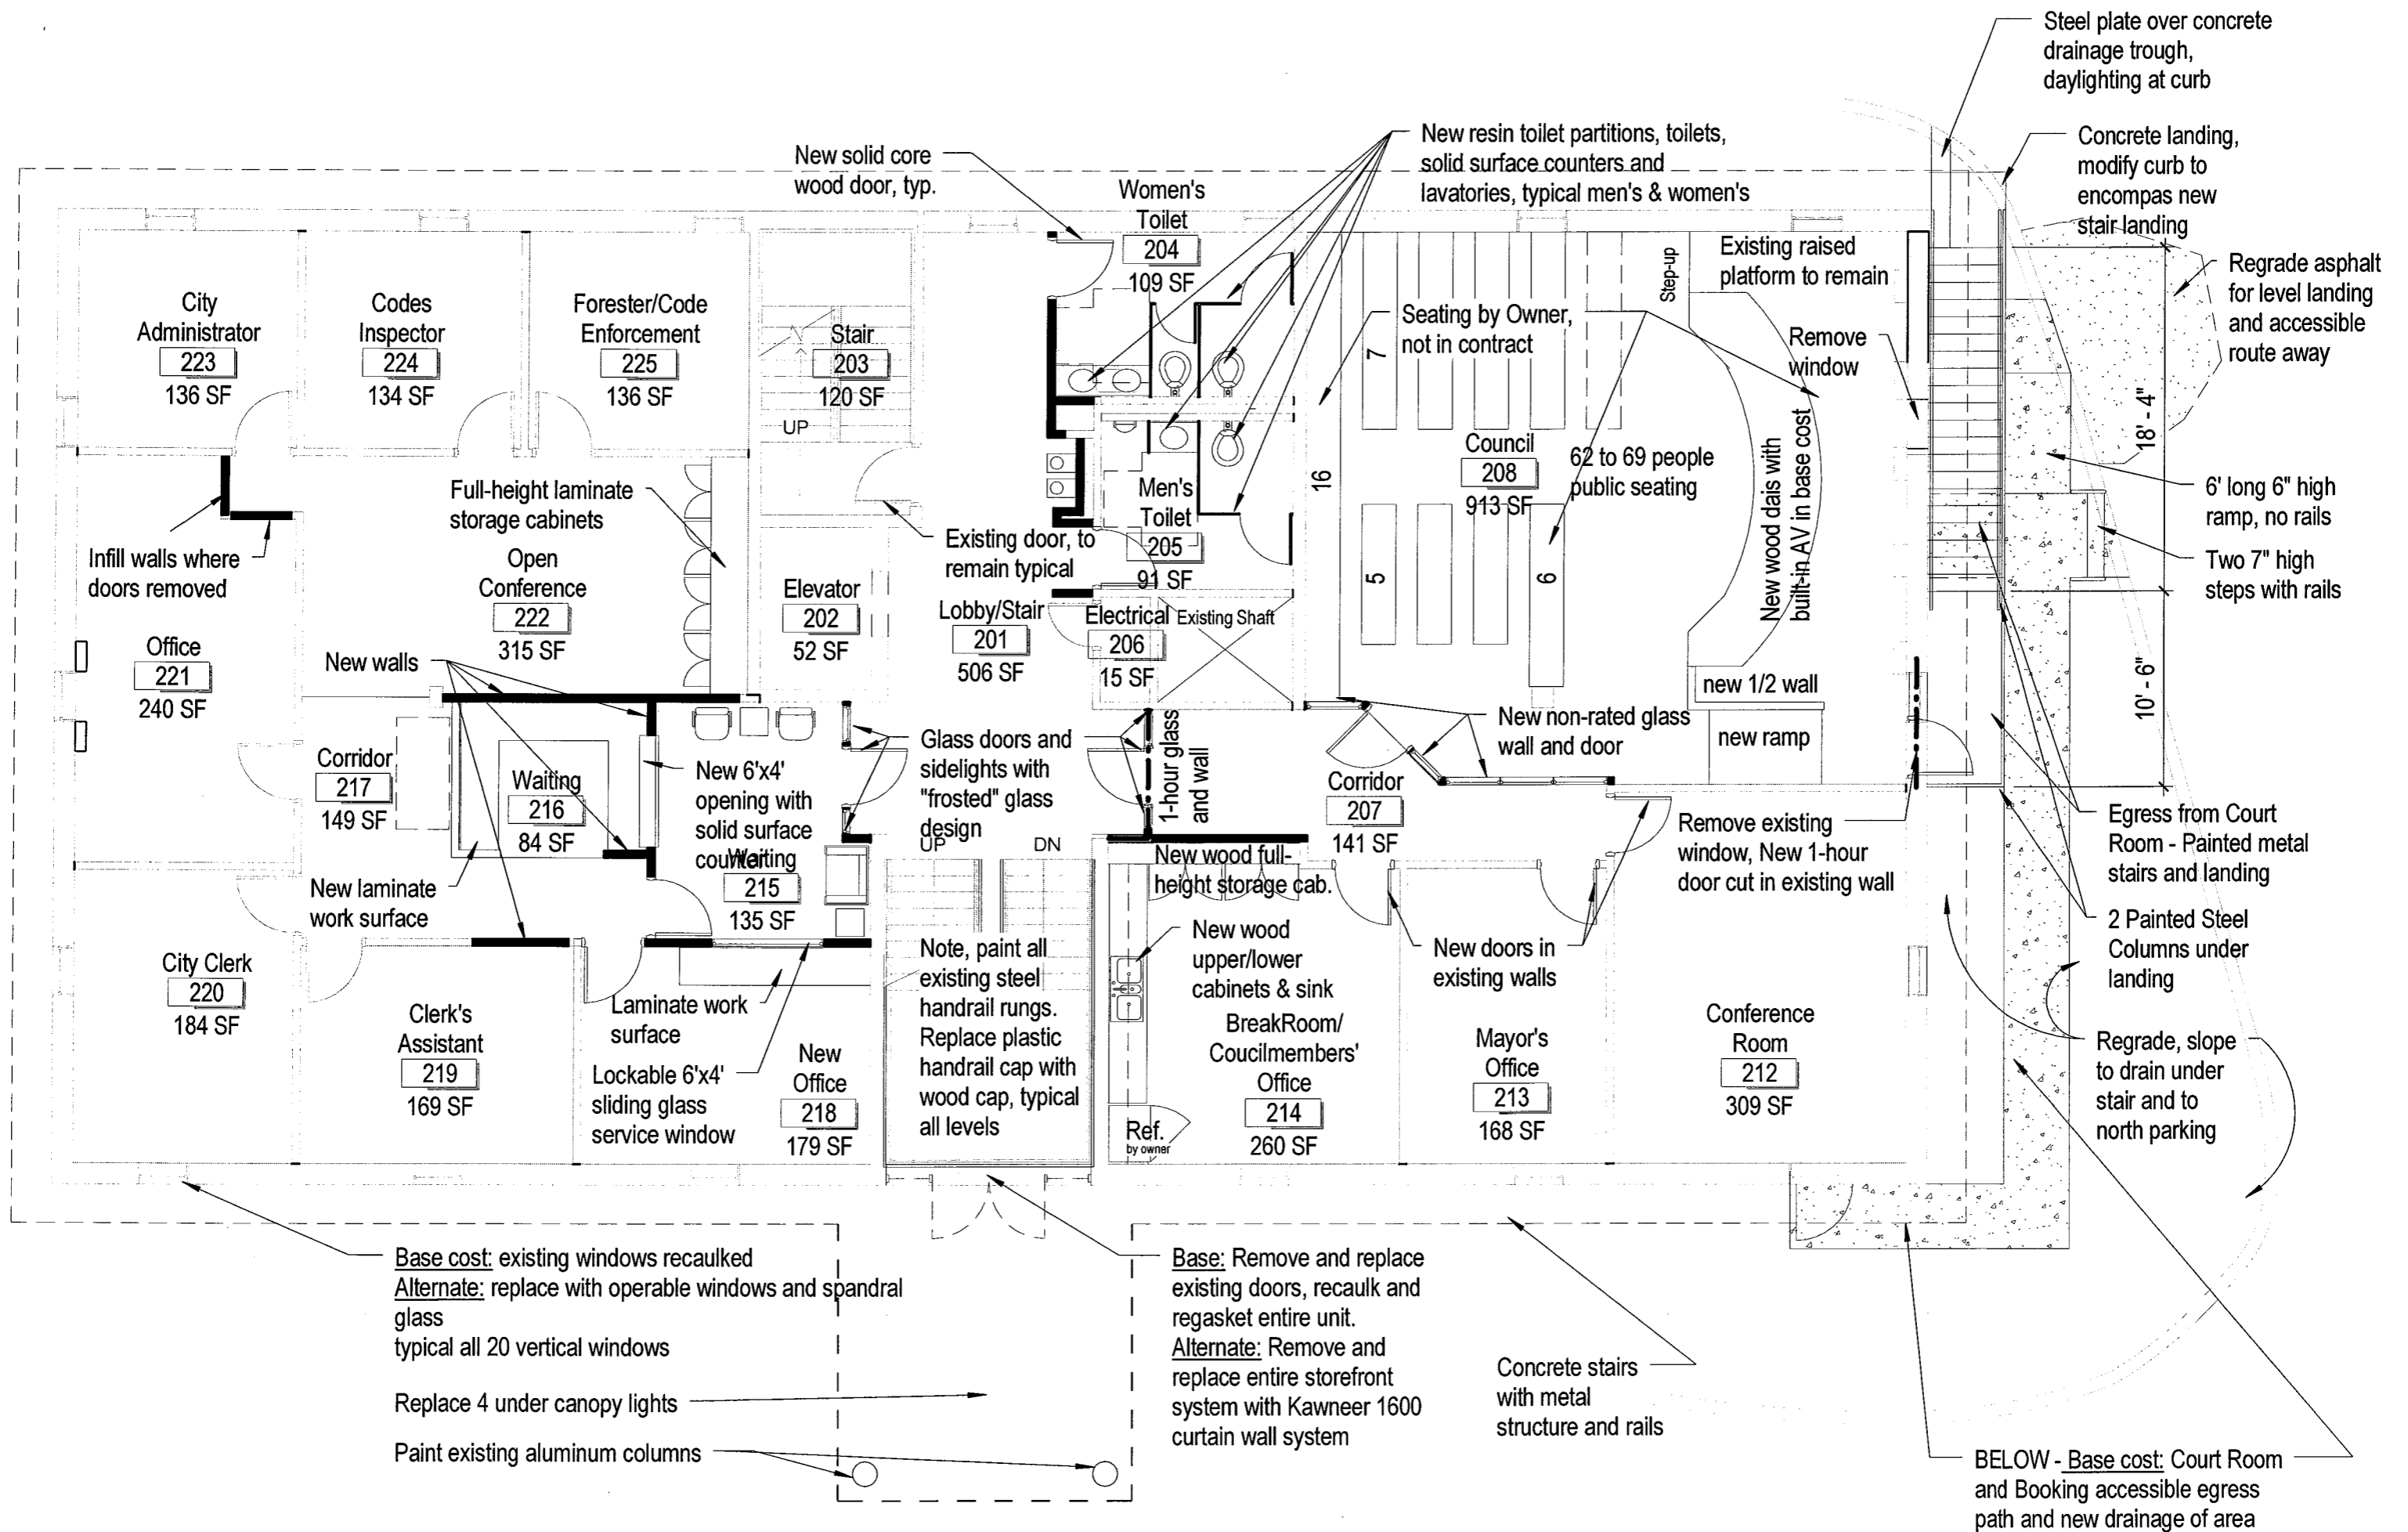 Steel plate over concrete
drainage trough,
daylighting at curb
New solid core
wood door, typ.
Women's
Toilet
204
109 SF
New resin toilet partitions, toilets,
solid surface counters and
lavatories, typical men's & women's
Concrete landing,
modify curb to
encompas new
stair landing
Regrade asphalt
for level landing
and accessible
route away
City
Administrator
223
136 SF
Codes
Inspector
224
134 SF
Forester/Code
Enforcement
225
136 SF
Stair
203
120 SF
UP
Seating by Owner,
not in contract
7
16
5
6
Step-up
Existing raised
platform to remain
Remove
window
Council
208
913 SF
62 to 69 people
public seating
New wood dais with
built-in AV in base cost
18' - 4"
10' - 6"
6' long 6" high
ramp, no rails
Two 7" high
steps with rails
Infill walls where
doors removed
Full-height laminate
storage cabinets
Open
Conference
222
315 SF
Existing door, to
remain typical
Men's
Toilet
205
91 SF
Elevator
202
52 SF
Lobby/Stair
201
506 SF
Electrical
206
15 SF
Existing Shaft
Office
221
240 SF
New walls
new 1/2 wall
new ramp
New non-rated glass
wall and door
Corridor
217
149 SF
Waiting
216
84 SF
New 6'x4'
opening with
solid surface
counter
Waiting
215
135 SF
Glass doors and
sidelights with
"frosted" glass
design
UP
DN
1-hour glass
and wall
Corridor
207
141 SF
Remove existing
window, New 1-hour
door cut in existing wall
Egress from Court
Room - Painted metal
stairs and landing
New laminate
work surface
New wood full-
height storage cab.
2 Painted Steel
Columns under
landing
City Clerk
220
184 SF
Clerk's
Assistant
219
169 SF
Laminate work
surface
Lockable 6'x4'
sliding glass
service window
New
Office
218
179 SF
Note, paint all
existing steel
handrail rungs.
Replace plastic
handrail cap with
wood cap, typical
all levels
New wood
upper/lower
cabinets & sink
BreakRoom/
Coucilmembers'
Office
214
260 SF
Ref.
by owner
New doors in
existing walls
Mayor's
Office
213
168 SF
Conference
Room
212
309 SF
Regrade, slope
to drain under
stair and to
north parking
Base cost: existing windows recaulked
Alternate: replace with operable windows and spandral
glass
typical all 20 vertical windows
Replace 4 under canopy lights
Paint existing aluminum columns
Base: Remove and replace
existing doors, recaulk and
regasket entire unit.
Alternate: Remove and
replace entire storefront
system with Kawneer 1600
curtain wall system
Concrete stairs
with metal
structure and rails
BELOW - Base cost: Court Room
and Booking accessible egress
path and new drainage of area